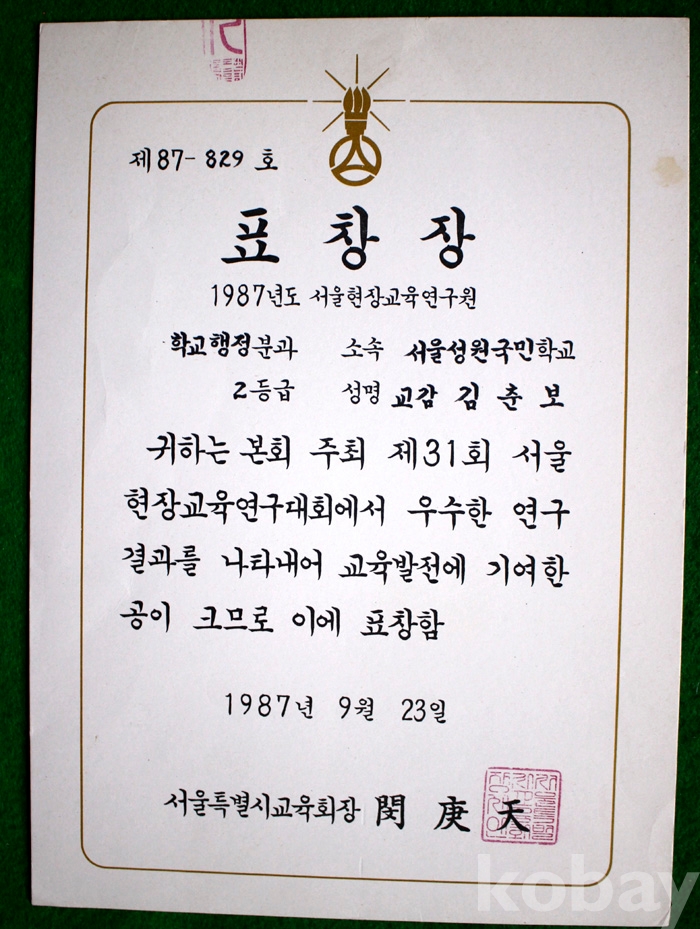 제87-829 호
표창장
1987년도 서울현장교육연구원
학교행정분과 소속 서울성원국민학교
2등급 성명 교감 김춘보
귀하는 본회 주최 제31회 서울
현장교육연구대회에서 우수한 연구
결과를 나타내어 교육발전에 기여한
공이 크므로 이에 표창함
1987년 9월 23일
서울특별시교육회장 閔庚天
kobay